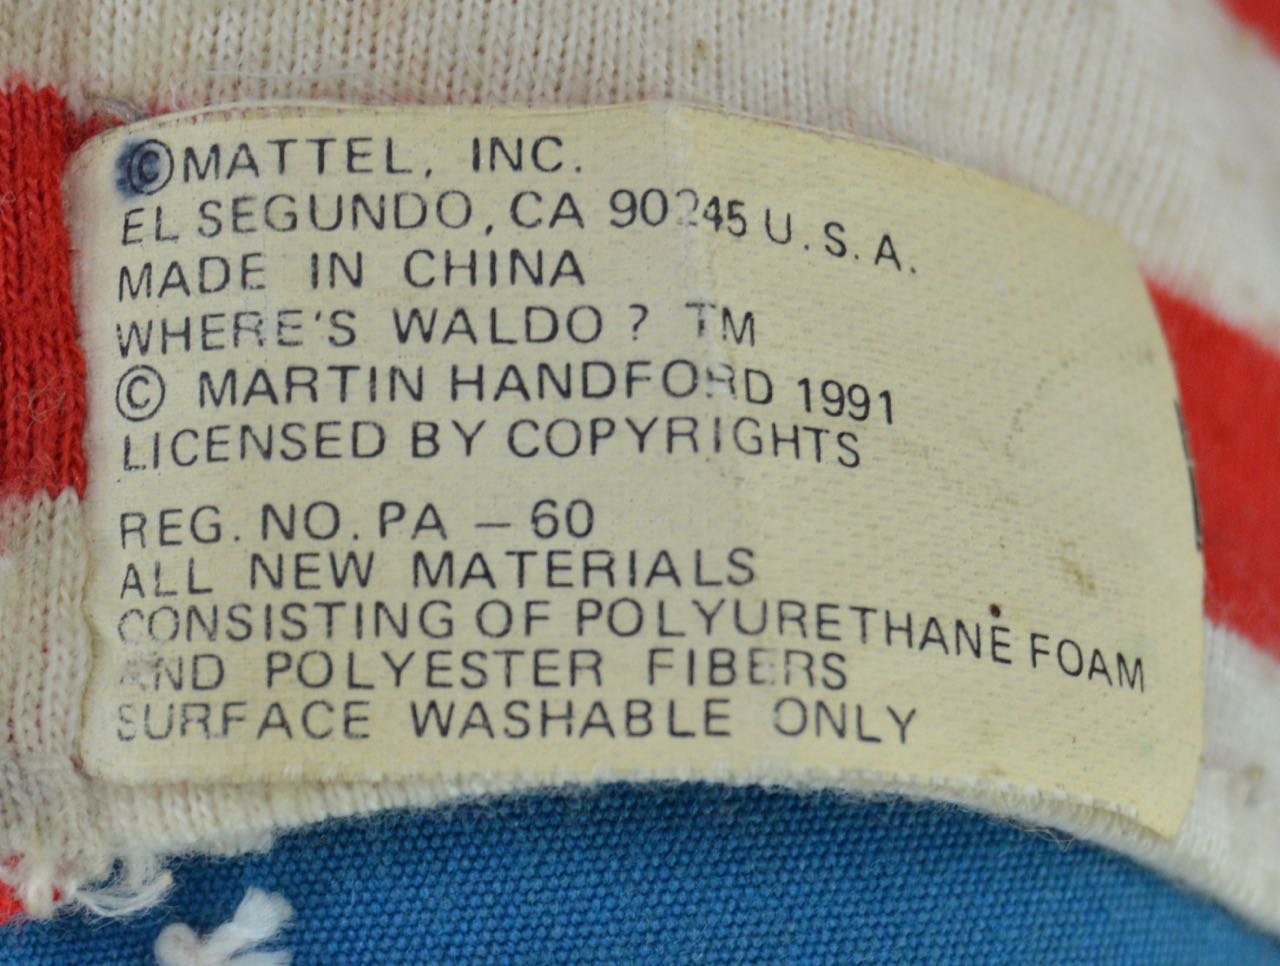 ©MATTEL, INC.
EL SEGUNDO, CA 90245 U.S.A.
MADE IN CHINA
WHERE'S WALDO? TM
© MARTIN HANDFORD 1991
LICENSED BY COPYRIGHTS
REG. NO. PA – 60
ALL NEW MATERIALS
CONSISTING OF POLYURETHANE FOAM
AND POLYESTER FIBERS
SURFACE WASHABLE ONLY